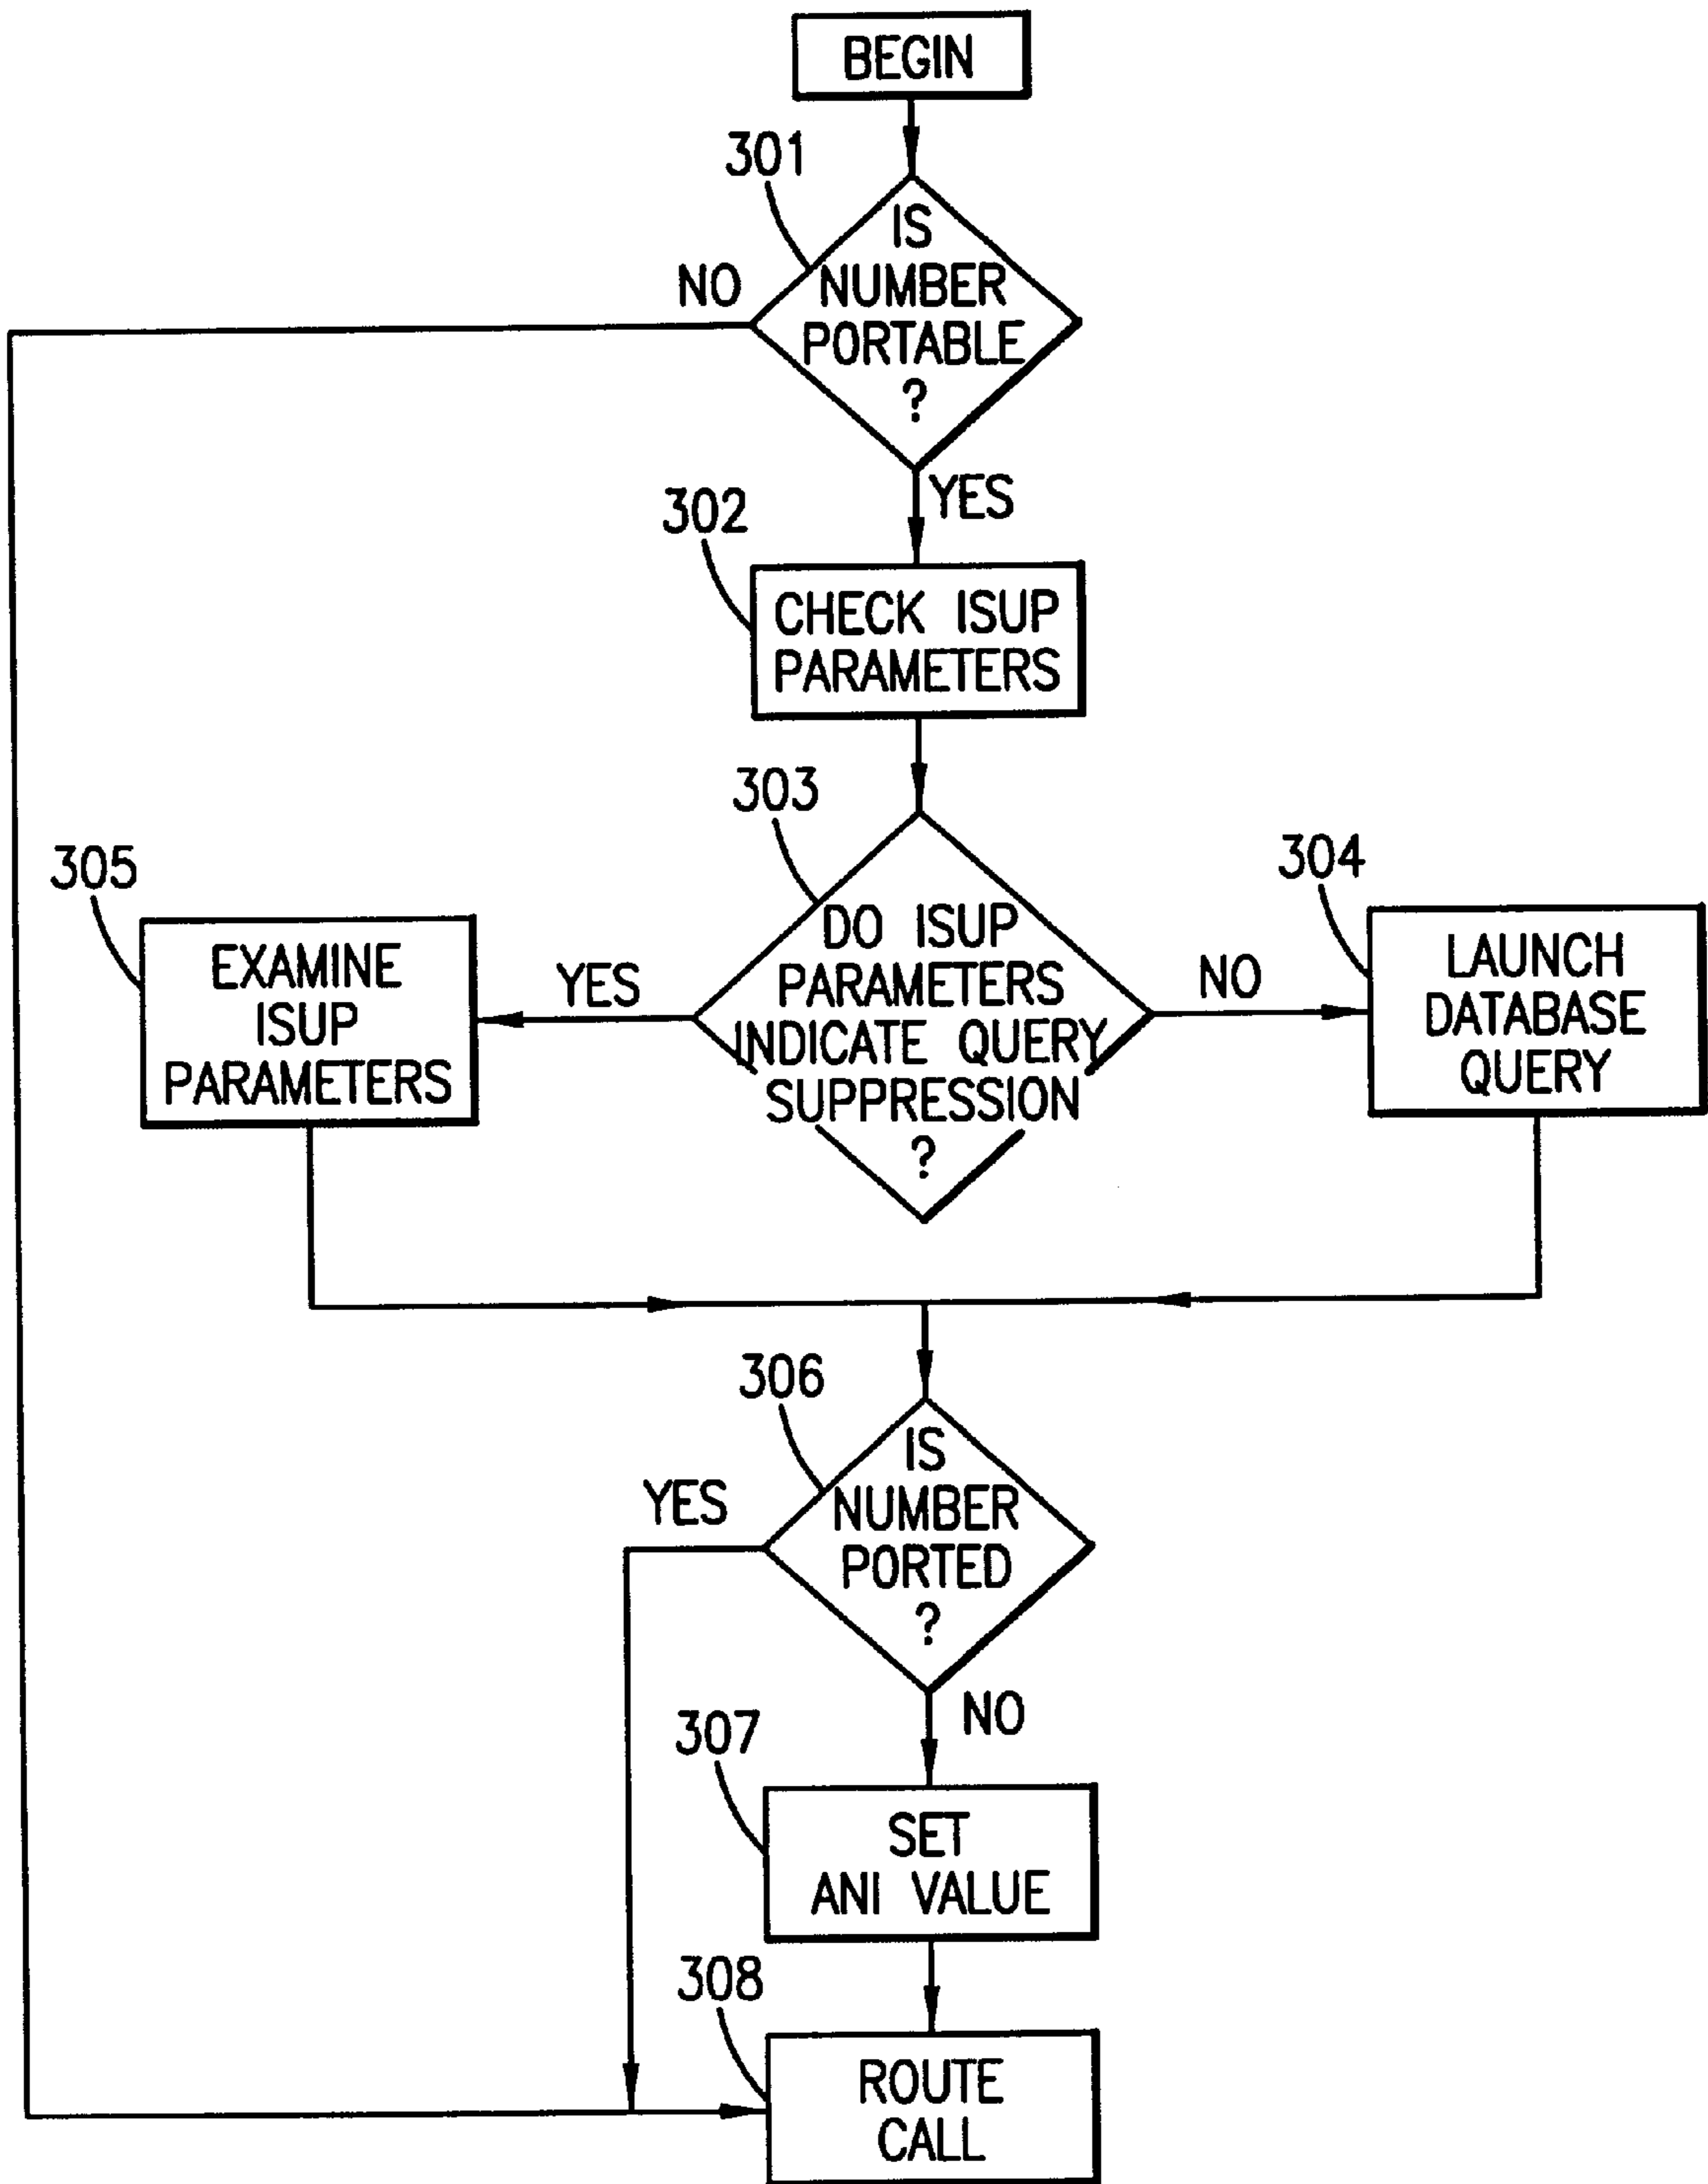 BEGIN
301
IS
NUMBER
PORTABLE
?
NO
YES
302
CHECK ISUP
PARAMETERS
303
DO ISUP
PARAMETERS
INDICATE QUERY
SUPPRESSION
?
YES
NO
305
EXAMINE
ISUP
PARAMETERS
304
LAUNCH
DATABASE
QUERY
306
IS
NUMBER
PORTED
?
YES
NO
307
SET
ANI VALUE
308
ROUTE
CALL